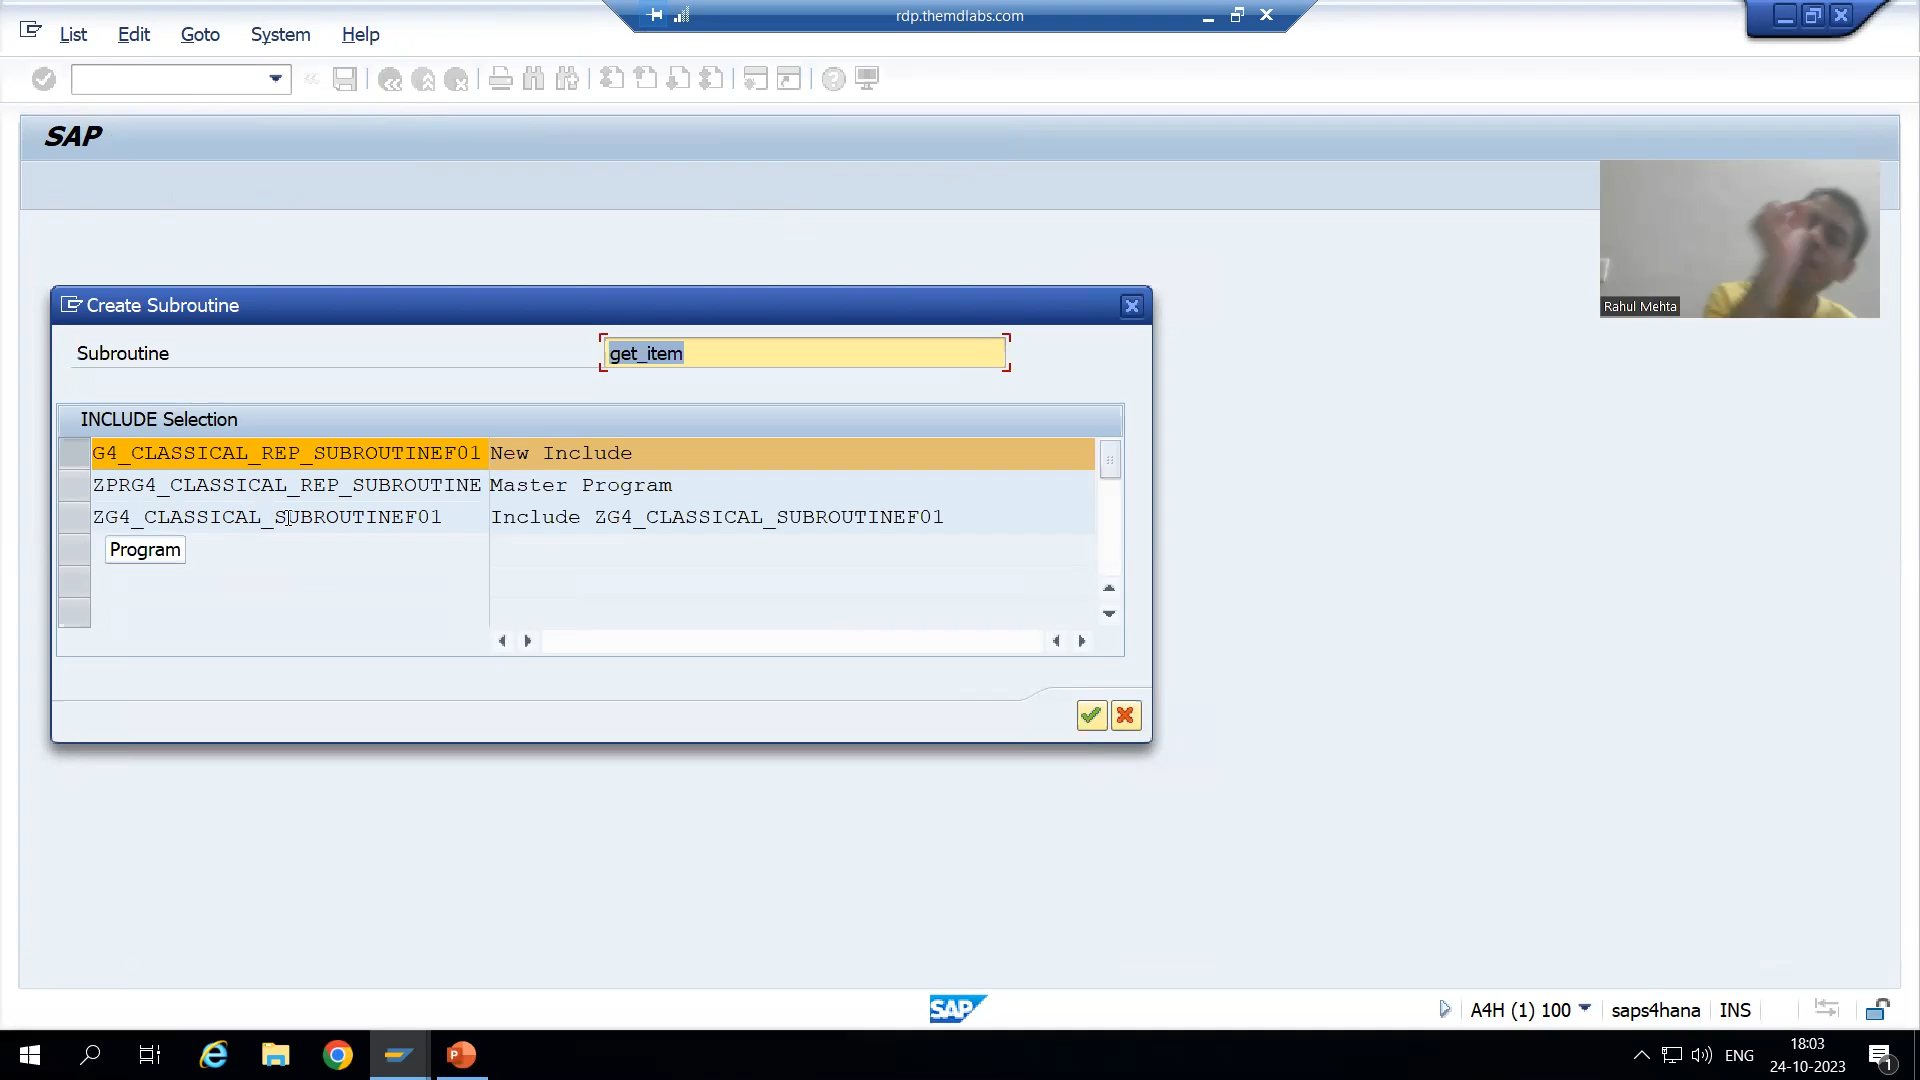 rdp.themdlabs.com
List Edit Goto System Help
SAP
Rahul Mehta
Create Subroutine
Subroutine get_item
INCLUDE Selection
G4_CLASSICAL_REP_SUBROUTINEF01 New Include
ZPRG4_CLASSICAL_REP_SUBROUTINE Master Program
ZG4_CLASSICAL_SUBROUTINEF01 Include ZG4_CLASSICAL_SUBROUTINEF01
Program
SAP
A4H (1) 100 saps4hana INS
ENG
18:03
24-10-2023
1